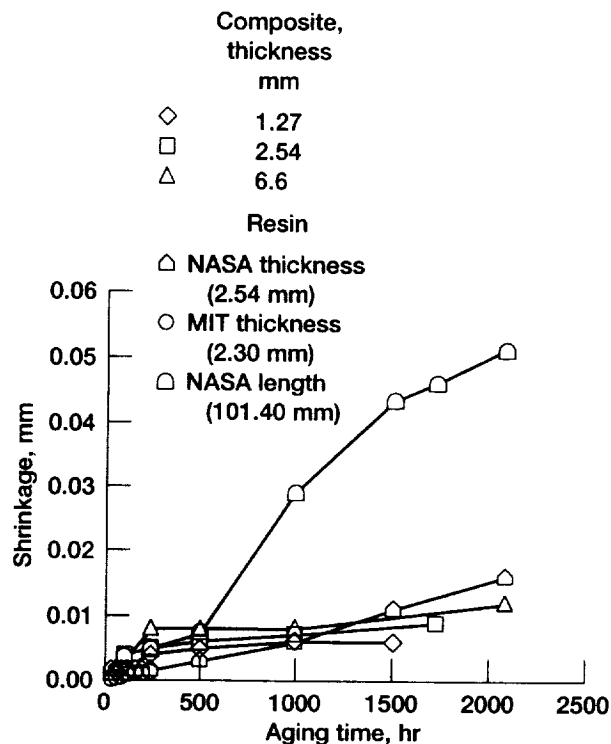 Composite,
thickness
mm
1.27
2.54
6.6
Resin
NASA thickness
(2.54 mm)
MIT thickness
(2.30 mm)
NASA length
(101.40 mm)
0.06
0.05
0.04
0.03
0.02
0.01
0.00
Shrinkage, mm
0 500 1000 1500 2000 2500
Aging time, hr